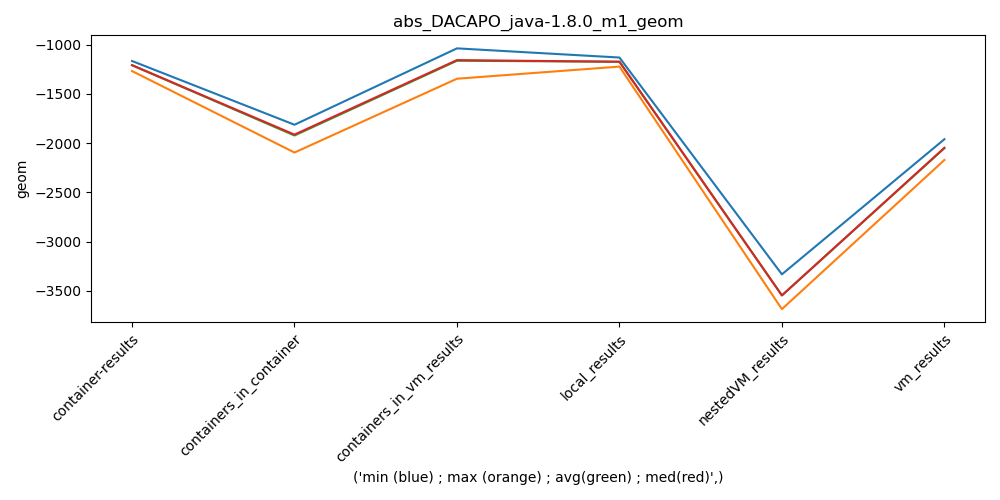 abs_DACAPO_java-1.8.0_m1_geom
geom
−1000
−1500
−2000
−2500
−3000
−3500
container-results
containers_in_container
containers_in_vm_results
local_results
nestedVM_results
vm_results
('min (blue) ; max (orange) ; avg(green) ; med(red)',)